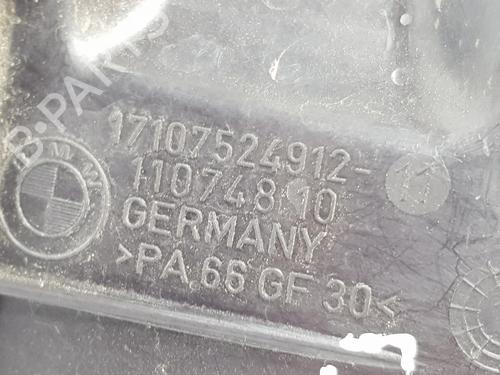 B-PARTS
BMW
17107524912-
110748 10
GERMANY
>PA 66 GF 30<